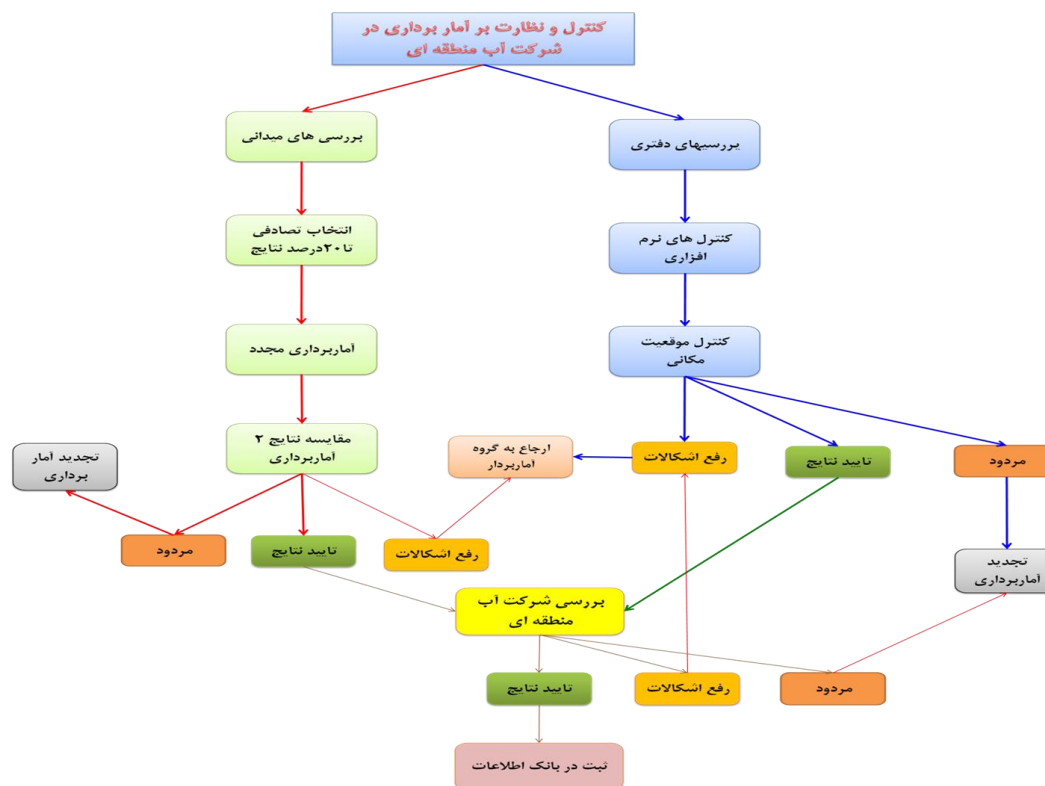 کنترل و نظارت بر آمار برداری در
شرکت آب منطقه ای
بررسی های میدانی
یررسیهای دفتری
انتخاب تصادفی
تا ۲۰درصد نتایج
کنترل های نرم
افزاری
آماربرداری مجدد
کنترل موقعیت
مکانی
مقایسه نتایج ۲
آماربرداری
تجدید آمار
برداری
ارجاع به گروه
آماربردار
رفع اشکالات
تایید نتایج
مردود
مردود
تایید نتایج
رفع اشکالات
تجدید
آماربرداری
بررسی شرکت آب
منطقه ای
تایید نتایج
رفع اشکالات
مردود
ثبت در بانک اطلاعات